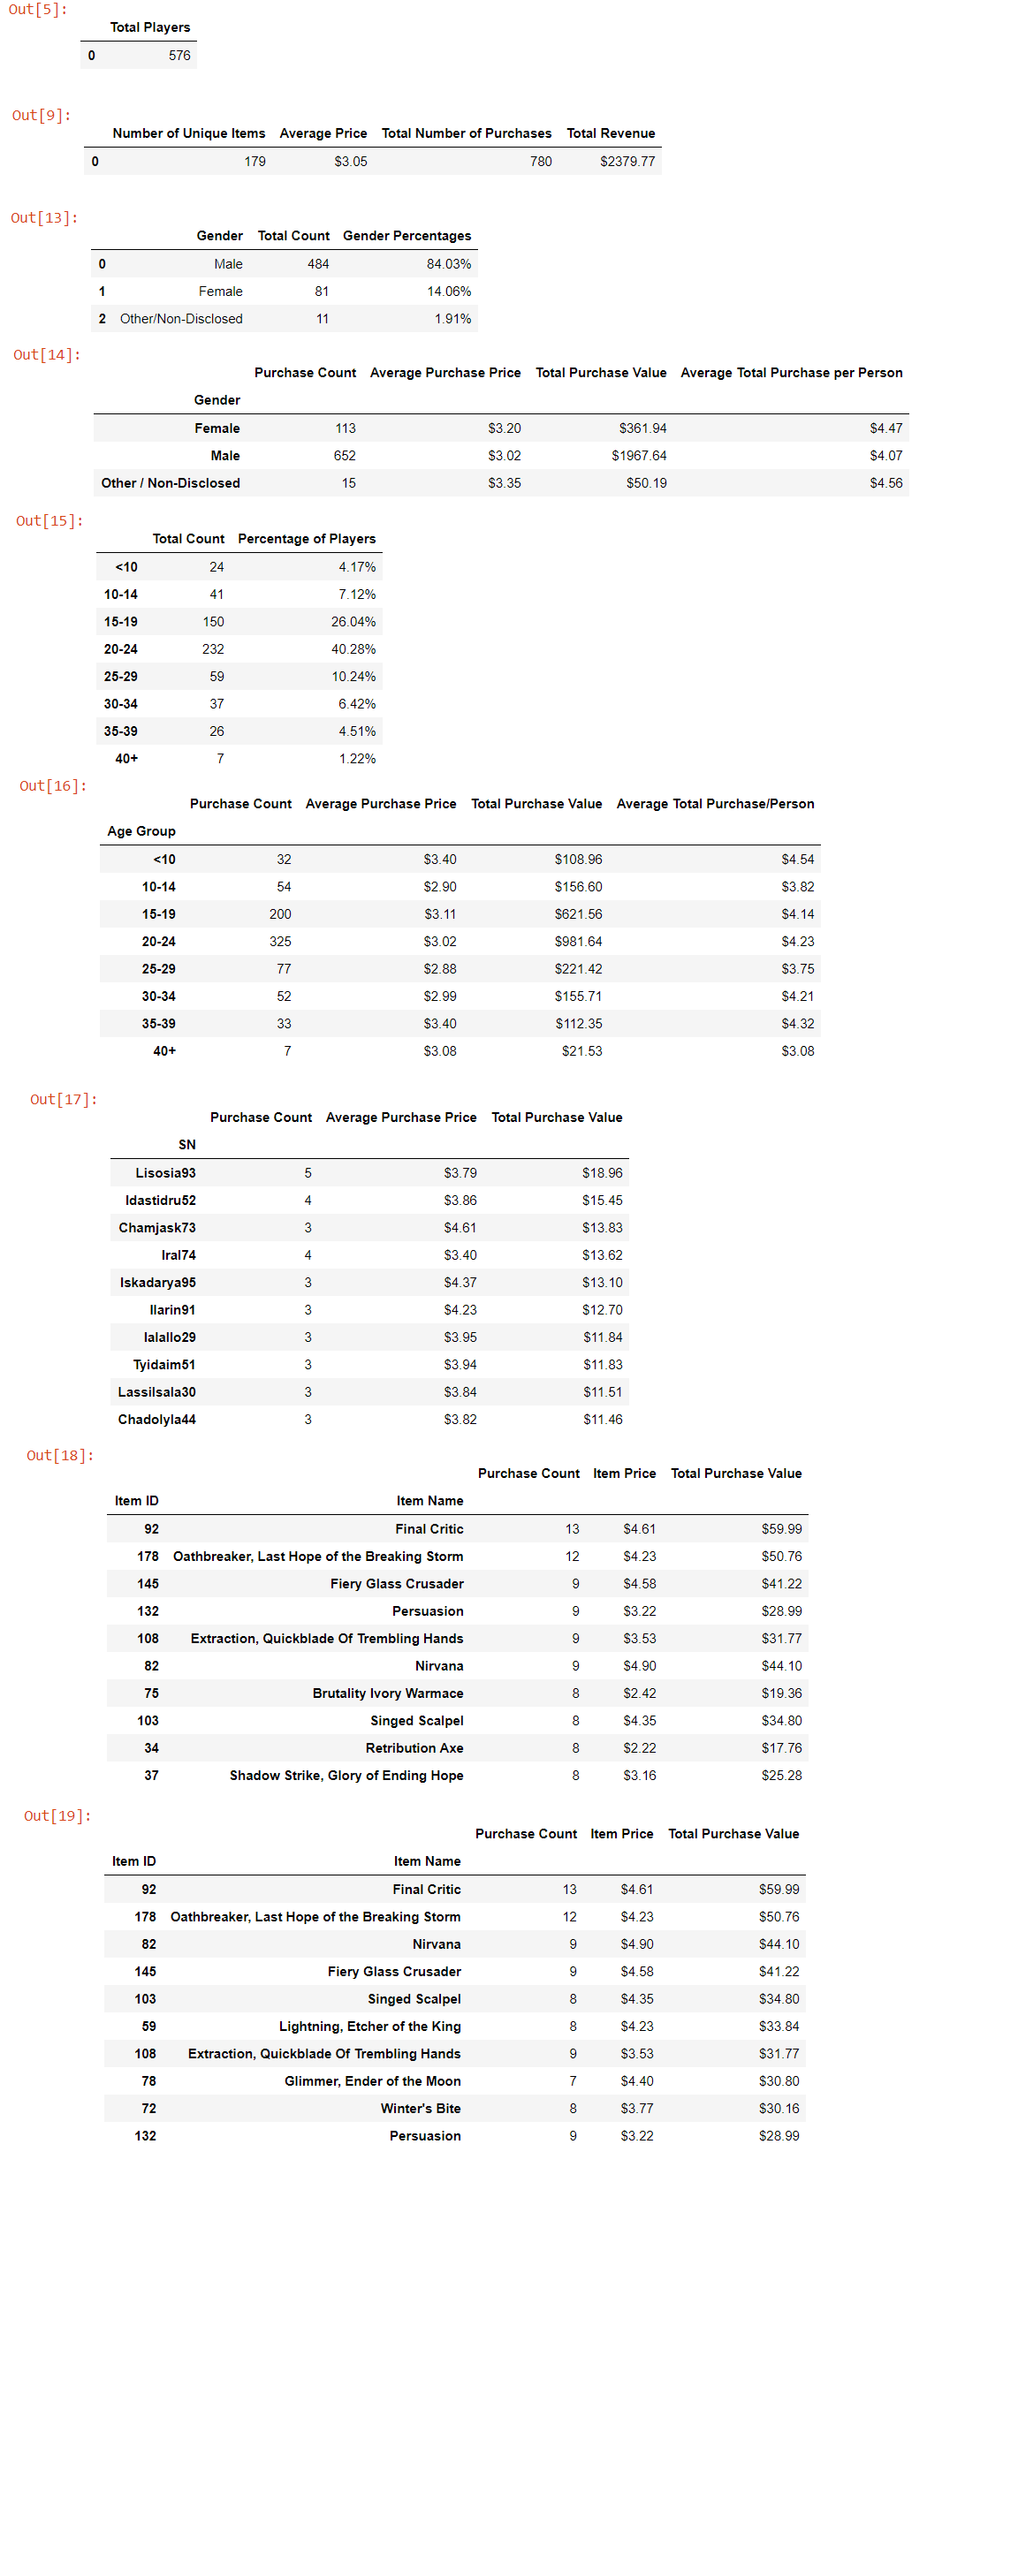 Out[5]:
Total Players
0 576
Out[9]:
Number of Unique Items Average Price Total Number of Purchases Total Revenue
0 179 $3.05 780 $2379.77
Out[13]:
Gender Total Count Gender Percentages
0 Male 484 84.03%
1 Female 81 14.06%
2 Other/Non-Disclosed 11 1.91%
Out[14]:
Purchase Count Average Purchase Price Total Purchase Value Average Total Purchase per Person
Gender
Female 113 $3.20 $361.94 $4.47
Male 652 $3.02 $1967.64 $4.07
Other / Non-Disclosed 15 $3.35 $50.19 $4.56
Out[15]:
Total Count Percentage of Players
<10 24 4.17%
10-14 41 7.12%
15-19 150 26.04%
20-24 232 40.28%
25-29 59 10.24%
30-34 37 6.42%
35-39 26 4.51%
40+ 7 1.22%
Out[16]:
Purchase Count Average Purchase Price Total Purchase Value Average Total Purchase/Person
Age Group
<10 32 $3.40 $108.96 $4.54
10-14 54 $2.90 $156.60 $3.82
15-19 200 $3.11 $621.56 $4.14
20-24 325 $3.02 $981.64 $4.23
25-29 77 $2.88 $221.42 $3.75
30-34 52 $2.99 $155.71 $4.21
35-39 33 $3.40 $112.35 $4.32
40+ 7 $3.08 $21.53 $3.08
Out[17]:
Purchase Count Average Purchase Price Total Purchase Value
SN
Lisosia93 5 $3.79 $18.96
Idastidru52 4 $3.86 $15.45
Chamjask73 3 $4.61 $13.83
Iral74 4 $3.40 $13.62
Iskadarya95 3 $4.37 $13.10
Ilarin91 3 $4.23 $12.70
Ialallo29 3 $3.95 $11.84
Tyidaim51 3 $3.94 $11.83
Lassilsala30 3 $3.84 $11.51
Chadolyla44 3 $3.82 $11.46
Out[18]:
Purchase Count Item Price Total Purchase Value
Item ID Item Name
92 Final Critic 13 $4.61 $59.99
178 Oathbreaker, Last Hope of the Breaking Storm 12 $4.23 $50.76
145 Fiery Glass Crusader 9 $4.58 $41.22
132 Persuasion 9 $3.22 $28.99
108 Extraction, Quickblade Of Trembling Hands 9 $3.53 $31.77
82 Nirvana 9 $4.90 $44.10
75 Brutality Ivory Warmace 8 $2.42 $19.36
103 Singed Scalpel 8 $4.35 $34.80
34 Retribution Axe 8 $2.22 $17.76
37 Shadow Strike, Glory of Ending Hope 8 $3.16 $25.28
Out[19]:
Purchase Count Item Price Total Purchase Value
Item ID Item Name
92 Final Critic 13 $4.61 $59.99
178 Oathbreaker, Last Hope of the Breaking Storm 12 $4.23 $50.76
82 Nirvana 9 $4.90 $44.10
145 Fiery Glass Crusader 9 $4.58 $41.22
103 Singed Scalpel 8 $4.35 $34.80
59 Lightning, Etcher of the King 8 $4.23 $33.84
108 Extraction, Quickblade Of Trembling Hands 9 $3.53 $31.77
78 Glimmer, Ender of the Moon 7 $4.40 $30.80
72 Winter's Bite 8 $3.77 $30.16
132 Persuasion 9 $3.22 $28.99